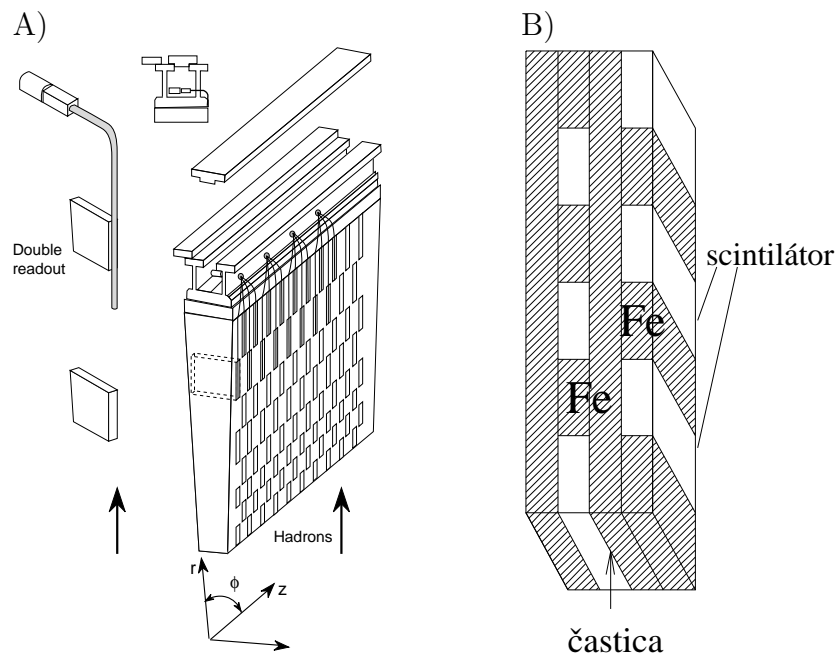 A)
B)
Double
readout
scintilátor
Fe
Fe
Hadrons
r
ϕ
z
častica